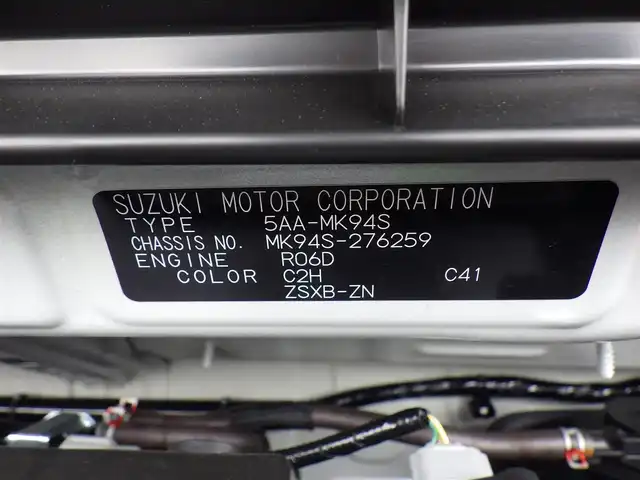 SUZUKI MOTOR CORPORATION
TYPE 5AA-MK94S
CHASSIS NO. MK94S-276259
ENGINE R06D
COLOR C2H C41
ZSXB-ZN